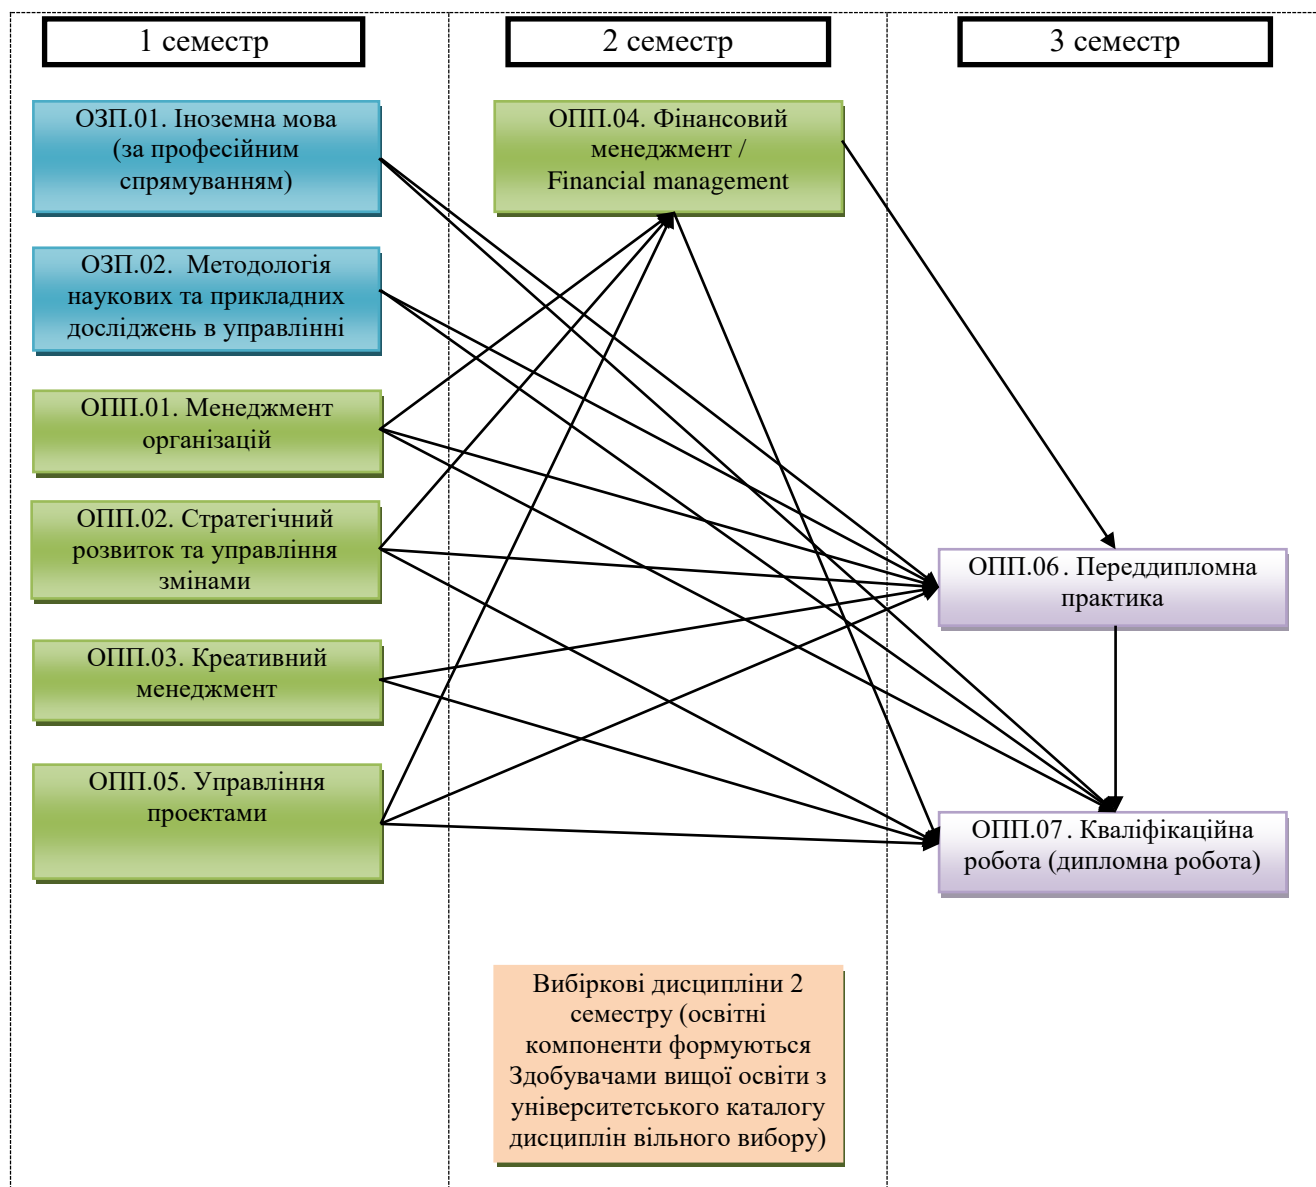 1 семестр
2 семестр
3 семестр
ОЗП.01. Іноземна мова
(за професійним
спрямуванням)
ОЗП.02. Методологія
наукових та прикладних
досліджень в управлінні
ОПП.01. Менеджмент
організацій
ОПП.02. Стратегічний
розвиток та управління
змінами
ОПП.03. Креативний
менеджмент
ОПП.05. Управління
проектами
ОПП.04. Фінансовий
менеджмент /
Financial management
Вибіркові дисципліни 2
семестру (освітні
компоненти формуються
Здобувачами вищої освіти з
університетського каталогу
дисциплін вільного вибору)
ОПП.06. Переддипломна
практика
ОПП.07. Кваліфікаційна
робота (дипломна робота)